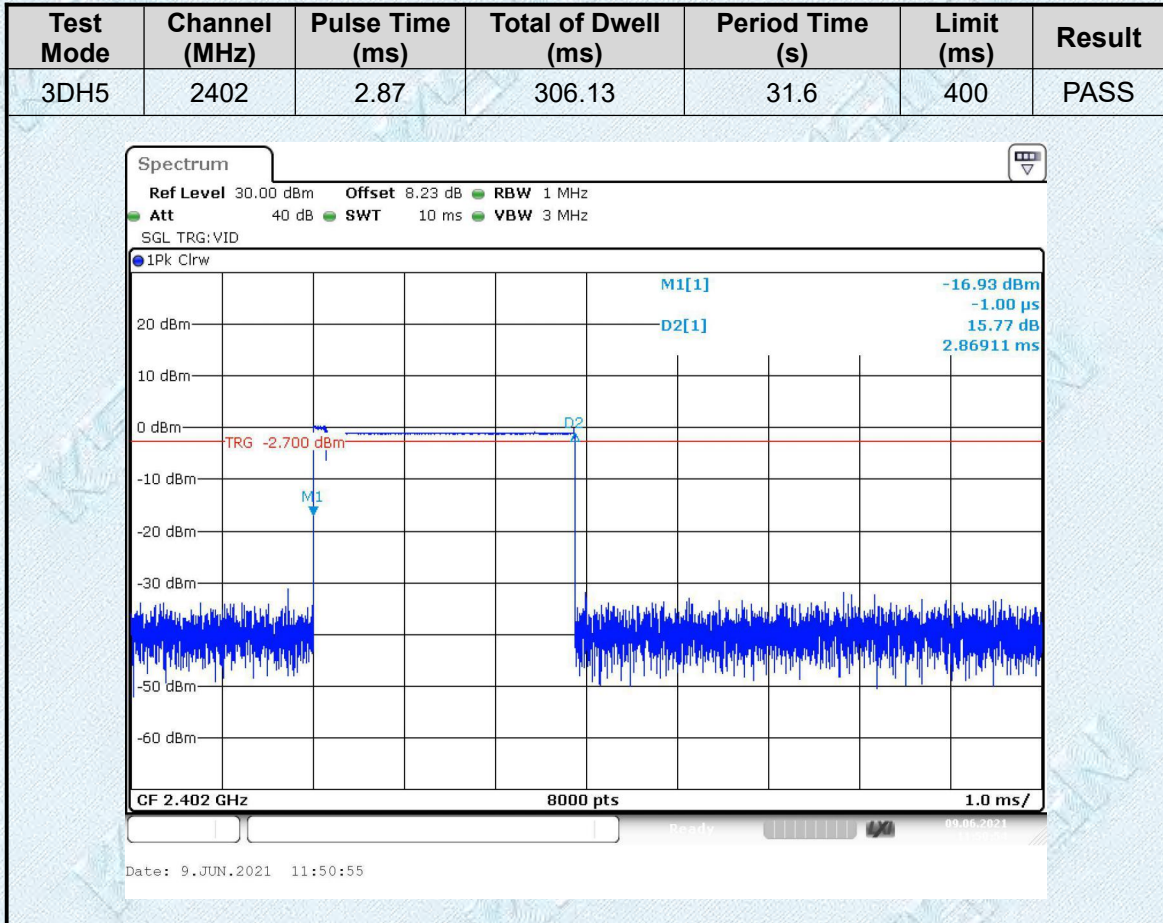 Test Mode Channel (MHz) Pulse Time (ms) Total of Dwell (ms) Period Time (s) Limit (ms) Result
3DH5 2402 2.87 306.13 31.6 400 PASS
Spectrum
Ref Level 30.00 dBm Offset 8.23 dB RBW 1 MHz
Att 40 dB SWT 10 ms VBW 3 MHz
SGL TRG:VID
1Pk Clrw
M1[1] -16.93 dBm
-1.00 µs
20 dBm D2[1] 15.77 dB
2.86911 ms
10 dBm
0 dBm D2
TRG -2.700 dBm
-10 dBm
M1
-20 dBm
-30 dBm
-50 dBm
-60 dBm
CF 2.402 GHz 8000 pts 1.0 ms/
Ready LXI 09.06.2021
Date: 9.JUN.2021 11:50:55